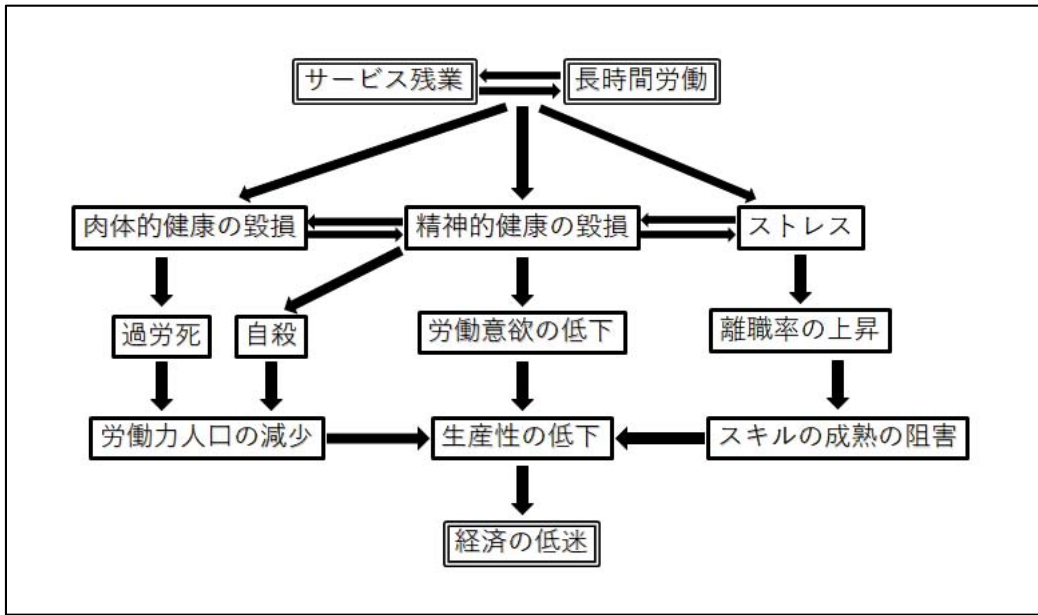 サービス残業
長時間労働
肉体的健康の毀損
精神的健康の毀損
ストレス
過労死
自殺
労働意欲の低下
離職率の上昇
労働力人口の減少
生産性の低下
スキルの成熟の阻害
経済の低迷